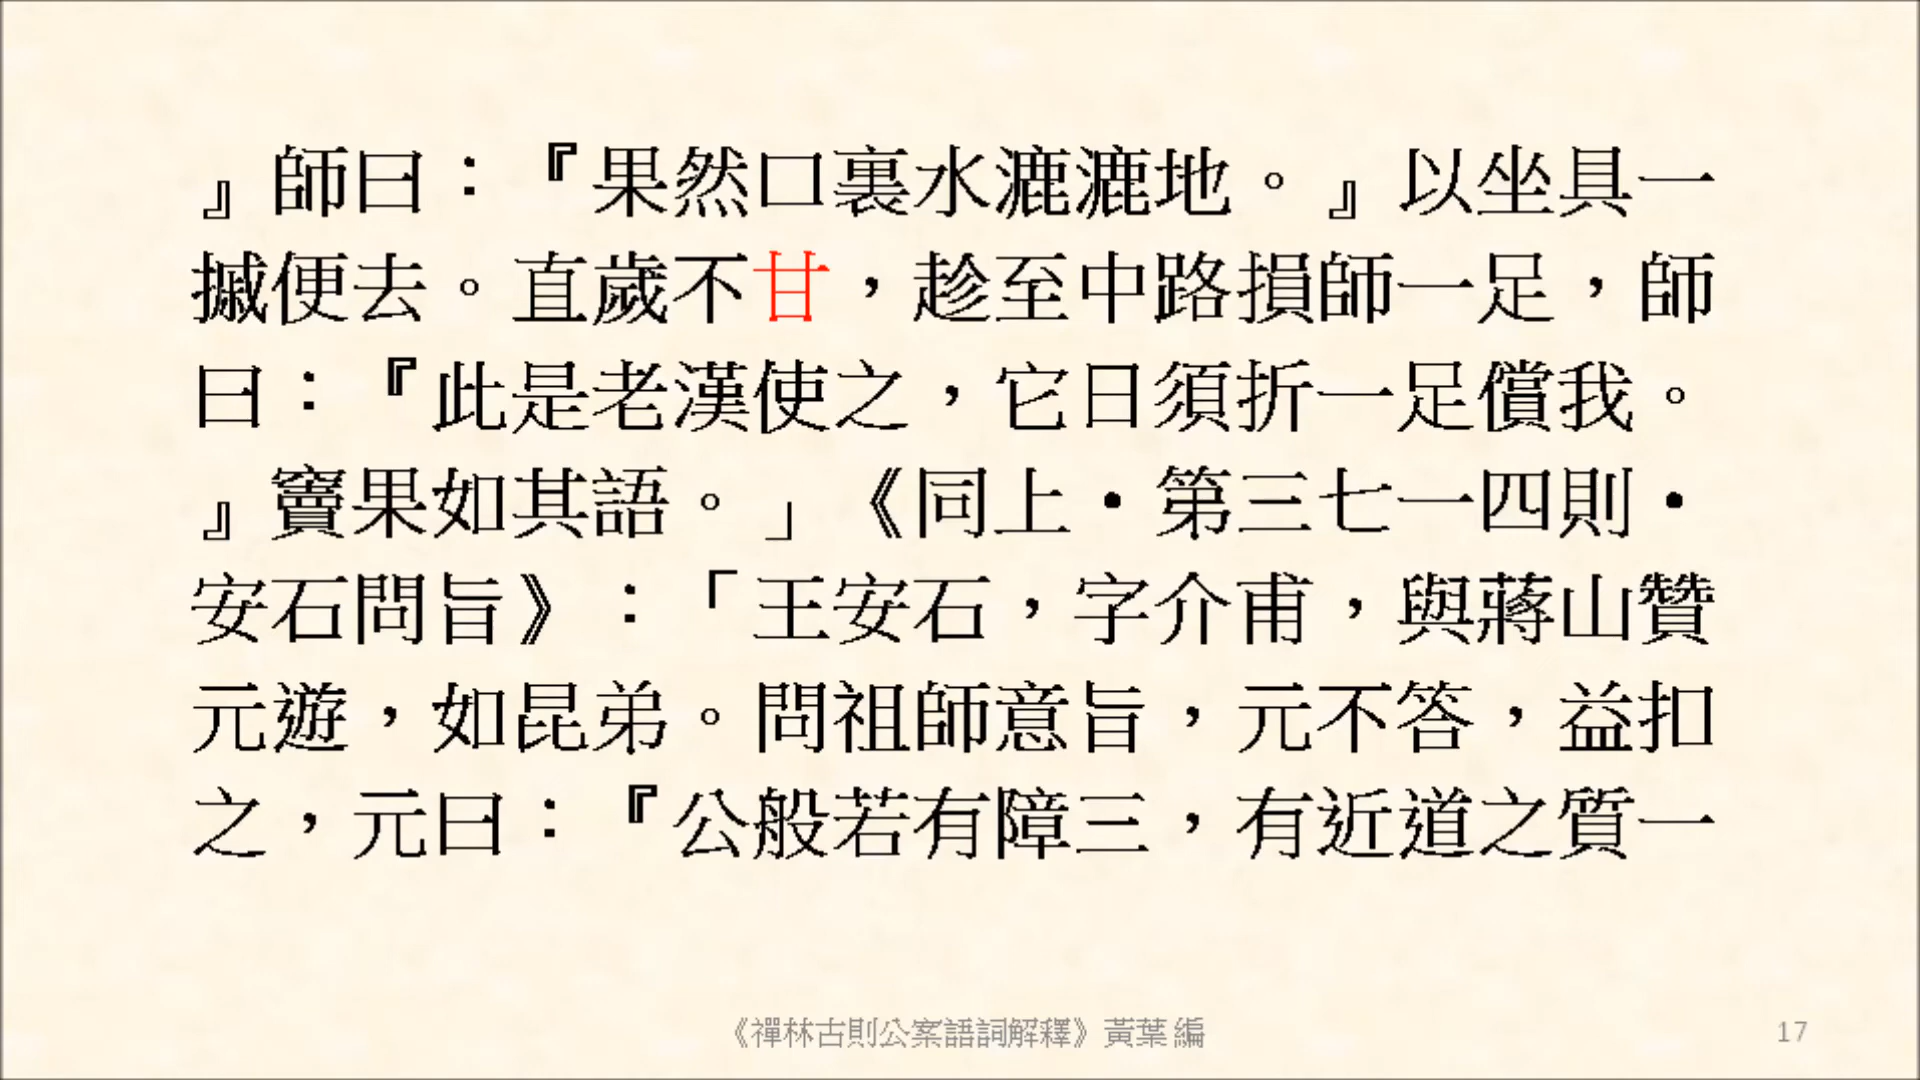 』師曰：『果然口裏水漉漉地。』以坐具一
搣便去。直歲不甘，趁至中路損師一足，師
曰：『此是老漢使之，它日須折一足償我。
』竇果如其語。」《同上‧第三七一四則‧
安石問旨》：「王安石，字介甫，與蔣山贊
元遊，如昆弟。問祖師意旨，元不答，益扣
之，元曰：『公般若有障三，有近道之質一
《禪林古則公案語詞解釋》黃葉 編
17